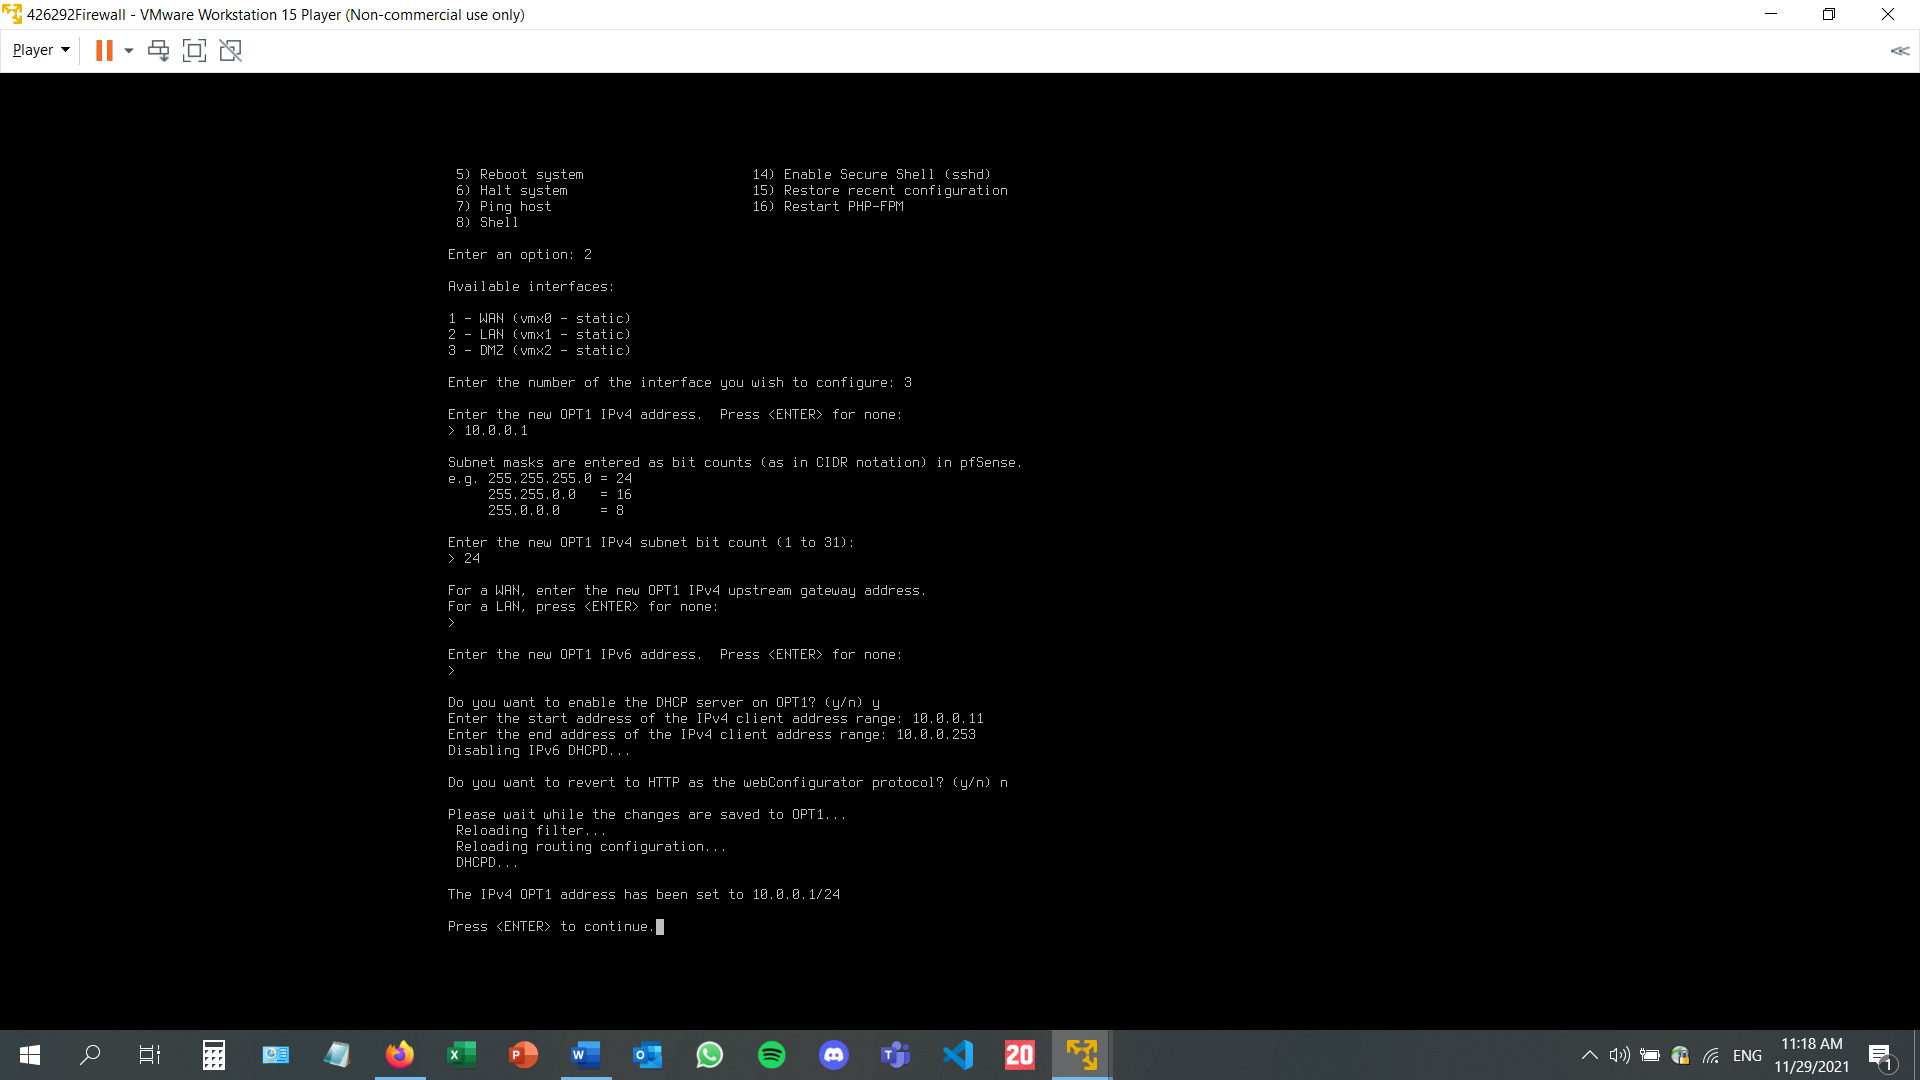 426292Firewall - VMware Workstation 15 Player (Non-commercial use only)
Player
5) Reboot system                     14) Enable Secure Shell (sshd)
6) Halt system                       15) Restore recent configuration
7) Ping host                         16) Restart PHP-FPM
8) Shell
Enter an option: 2
Available interfaces:
1 - WAN (vmx0 - static)
2 - LAN (vmx1 - static)
3 - DMZ (vmx2 - static)
Enter the number of the interface you wish to configure: 3
Enter the new OPT1 IPv4 address.  Press <ENTER> for none:
> 10.0.0.1
Subnet masks are entered as bit counts (as in CIDR notation) in pfSense.
e.g. 255.255.255.0 = 24
255.255.0.0   = 16
255.0.0.0     = 8
Enter the new OPT1 IPv4 subnet bit count (1 to 31):
> 24
For a WAN, enter the new OPT1 IPv4 upstream gateway address.
For a LAN, press <ENTER> for none:
>
Enter the new OPT1 IPv6 address.  Press <ENTER> for none:
>
Do you want to enable the DHCP server on OPT1? (y/n) y
Enter the start address of the IPv4 client address range: 10.0.0.11
Enter the end address of the IPv4 client address range: 10.0.0.253
Disabling IPv6 DHCPD...
Do you want to revert to HTTP as the webConfigurator protocol? (y/n) n
Please wait while the changes are saved to OPT1...
Reloading filter...
Reloading routing configuration...
DHCPD...
The IPv4 OPT1 address has been set to 10.0.0.1/24
Press <ENTER> to continue.
20
ENG
11:18 AM
11/29/2021
1